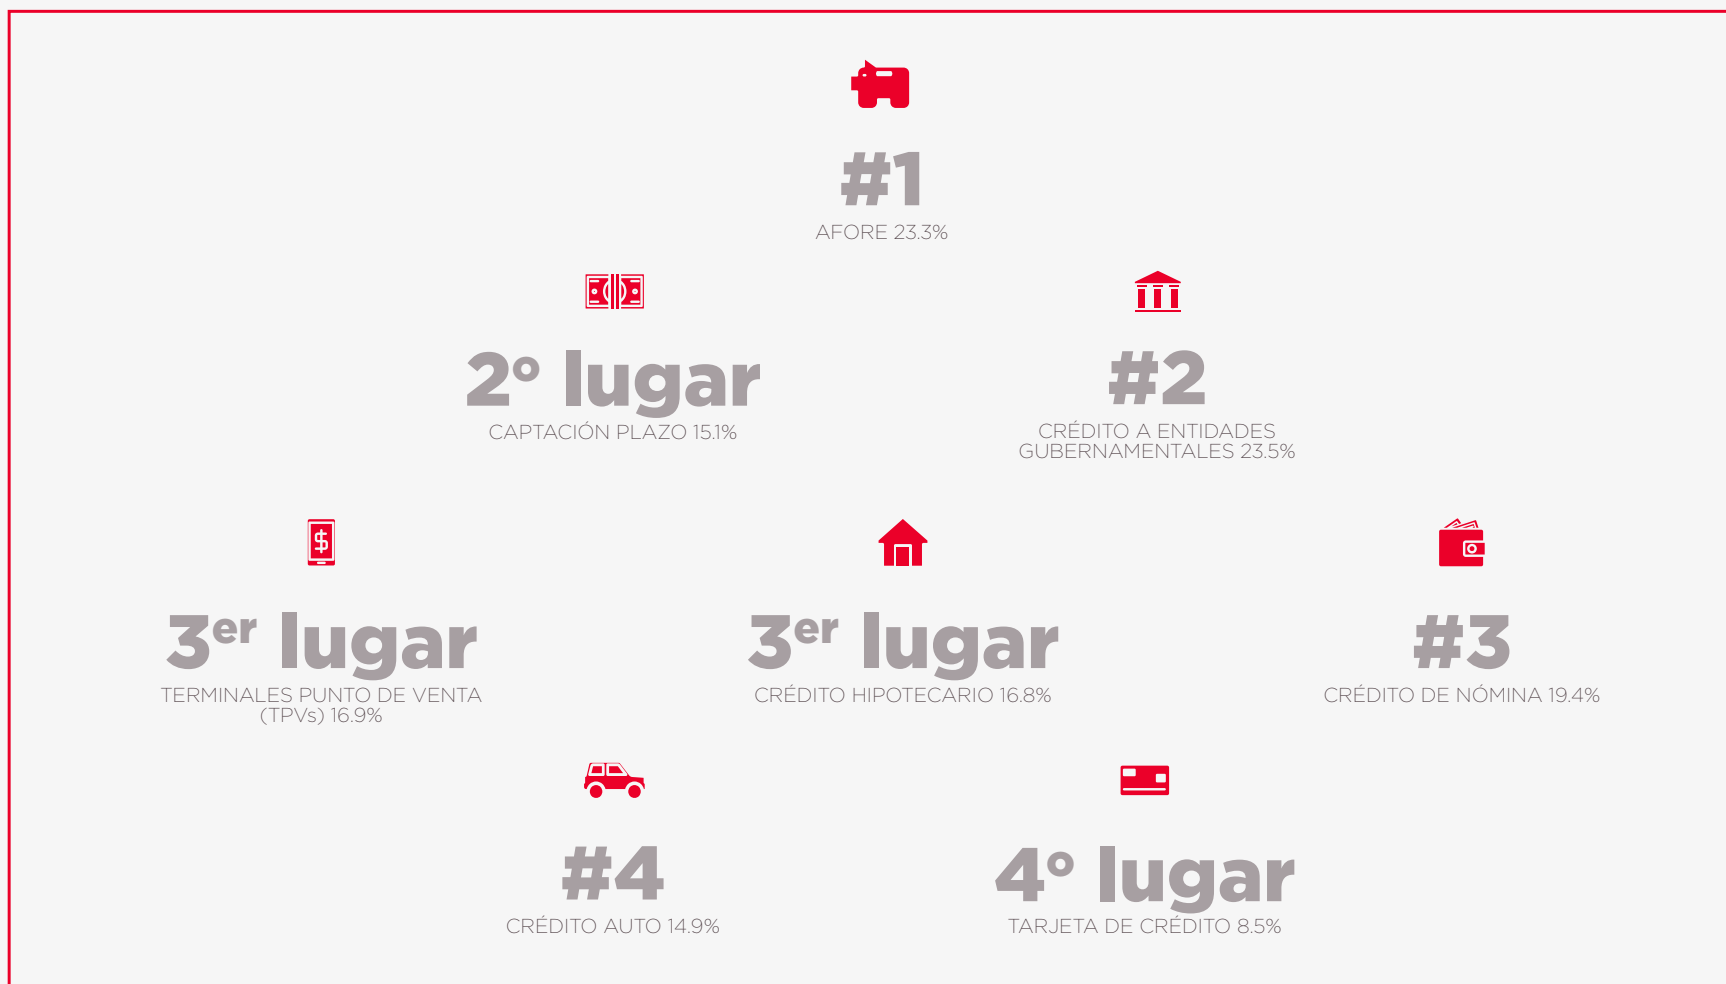 #1
AFORE 23.3%
2º lugar
CAPTACIÓN PLAZO 15.1%
#2
CRÉDITO A ENTIDADES
GUBERNAMENTALES 23.5%
$
3er lugar
TERMINALES PUNTO DE VENTA
(TPVs) 16.9%
3er lugar
CRÉDITO HIPOTECARIO 16.8%
#3
CRÉDITO DE NÓMINA 19.4%
#4
CRÉDITO AUTO 14.9%
4º lugar
TARJETA DE CRÉDITO 8.5%